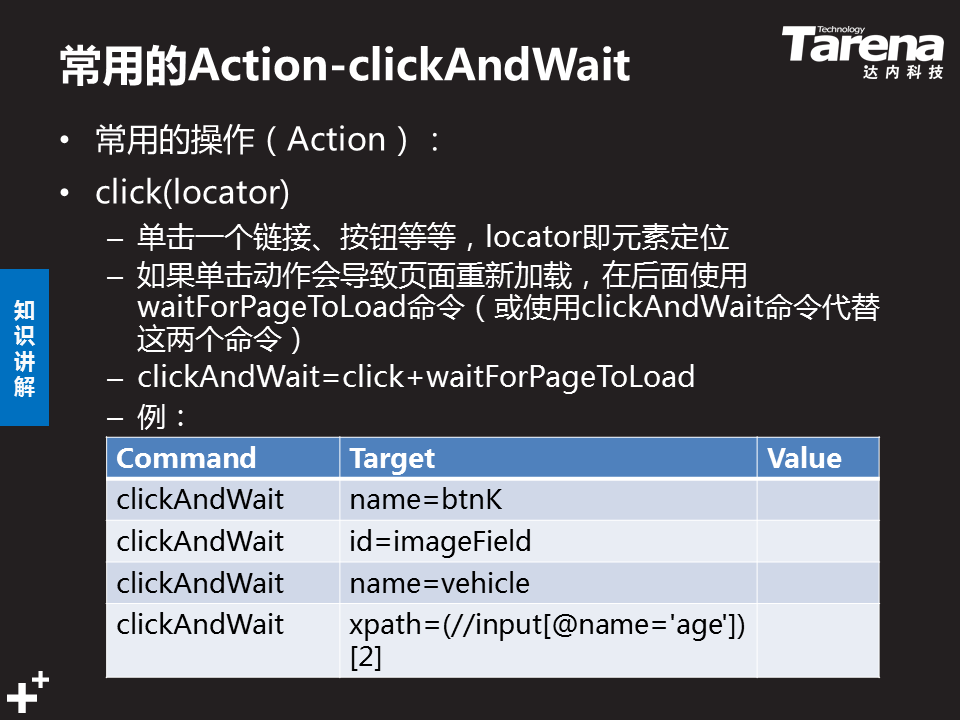 常用的Action-clickAndWait
Technology
Tarena
达内科技
• 常用的操作（Action）：
• click(locator)
– 单击一个链接、按钮等等，locator即元素定位
– 如果单击动作会导致页面重新加载，在后面使用
waitForPageToLoad命令（或使用clickAndWait命令代替
这两个命令）
– clickAndWait=click+waitForPageToLoad
– 例：
知
识
讲
解
Command Target Value
clickAndWait name=btnK
clickAndWait id=imageField
clickAndWait name=vehicle
clickAndWait xpath=(//input[@name='age'])
[2]